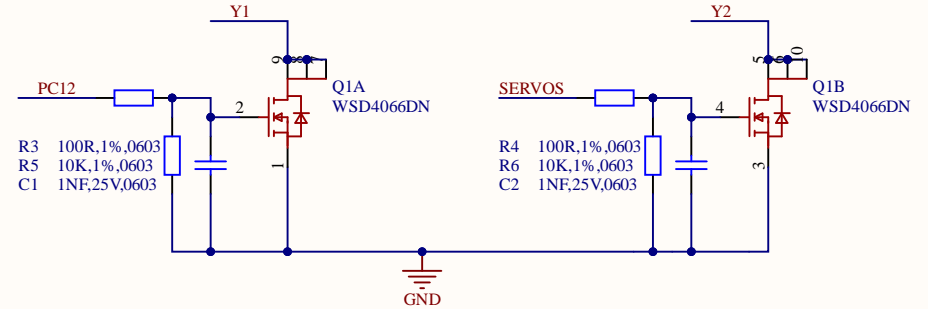 Y1
Y2
9
5
10
PC12
Q1A
WSD4066DN
SERVOS
Q1B
WSD4066DN
2
4
R3 100R,1%,0603
R5 10K,1%,0603
C1 1NF,25V,0603
1
R4 100R,1%,0603
R6 10K,1%,0603
C2 1NF,25V,0603
3
GND